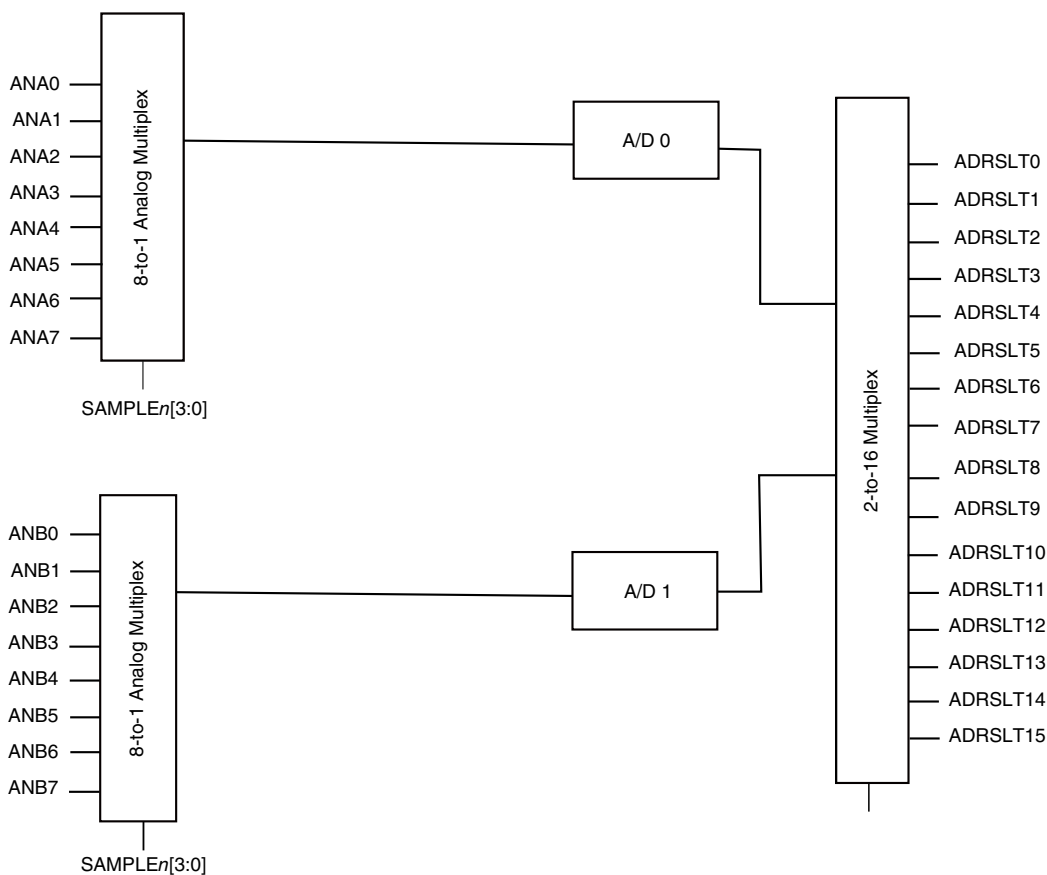 ANA0
ANA1
ANA2
ANA3
ANA4
ANA5
ANA6
ANA7
8-to-1 Analog Multiplex
SAMPLEn[3:0]
A/D 0
ANB0
ANB1
ANB2
ANB3
ANB4
ANB5
ANB6
ANB7
8-to-1 Analog Multiplex
SAMPLEn[3:0]
A/D 1
2-to-16 Multiplex
ADRSLT0
ADRSLT1
ADRSLT2
ADRSLT3
ADRSLT4
ADRSLT5
ADRSLT6
ADRSLT7
ADRSLT8
ADRSLT9
ADRSLT10
ADRSLT11
ADRSLT12
ADRSLT13
ADRSLT14
ADRSLT15